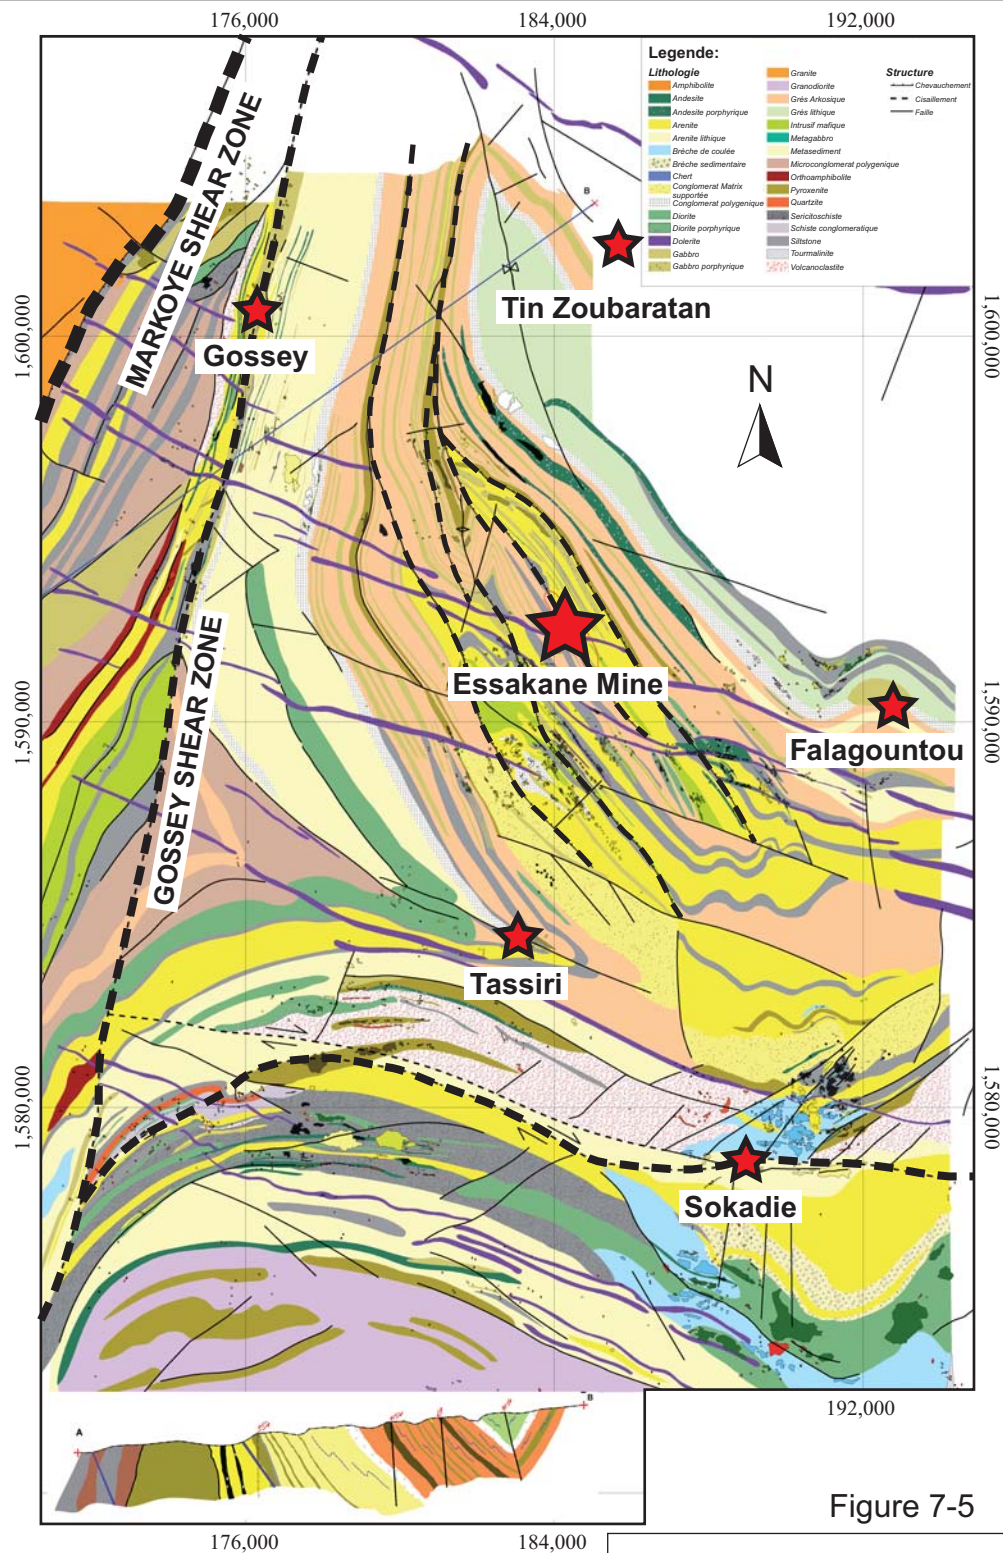 176,000
184,000
192,000
Legende:
Lithologie
Amphibolite
Andesite
Andesite porphyrique
Arenite
Arenite lithique
Brèche de coulée
Brèche sedimentaire
Chert
Conglomerat Matrix
supportée
Conglomerat polygenique
Diorite
Diorite porphyrique
Dolerite
Gabbro
Gabbro porphyrique
Granite
Granodiorite
Grès Arkosique
Grès lithique
Intrusif mafique
Metagabbro
Metasediment
Microconglomerat polygenique
Orthoamphibolite
Pyroxenite
Quartzite
Sericitoschiste
Schiste conglomeratique
Siltstone
Tourmalinite
Volcanoclastite
Structure
Chevauchement
Cisaillement
Faille
MARKOYE SHEAR ZONE
B
Tin Zoubaratan
1,600,000
1,600,000
Gossey
N
Essakane Mine
1,590,000
1,590,000
Falagountou
GOSSEY SHEAR ZONE
Tassiri
1,580,000
1,580,000
Sokadie
A
B
192,000
Figure 7-5
176,000
184,000